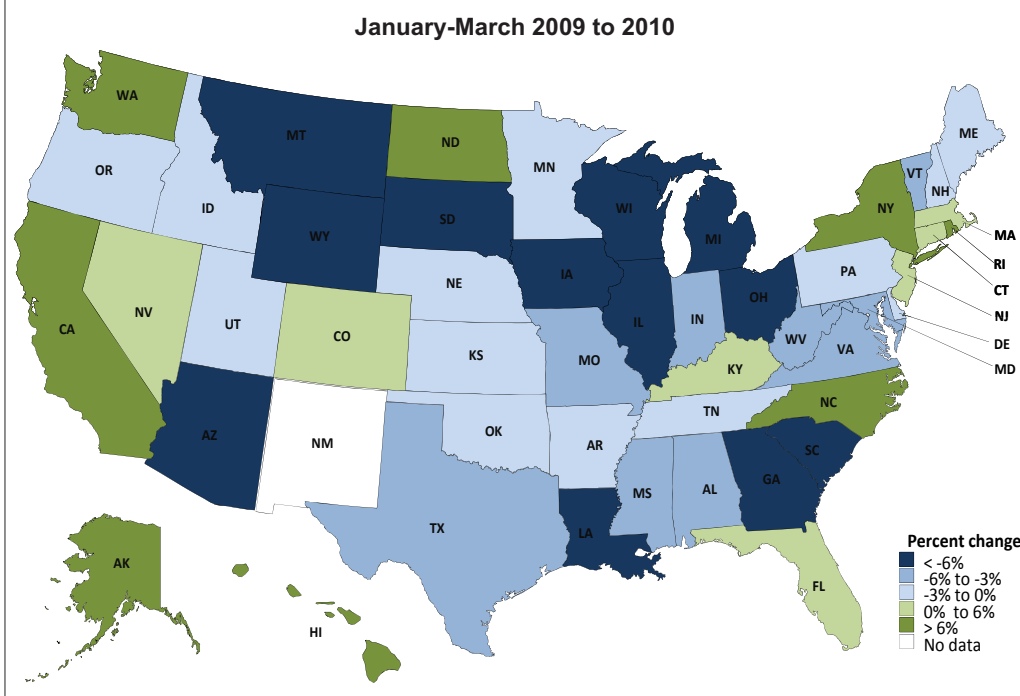 January-March 2009 to 2010
WA
MT
ND
MN
ME
OR
ID
VT
NH
WI
NY
SD
WY
MI
MA
RI
IA
PA
NE
CT
OH
NJ
NV
IL
IN
UT
CA
CO
DE
WV
VA
KS
MO
MD
KY
NC
TN
AZ
OK
NM
AR
SC
GA
MS
AL
TX
LA
AK
FL
HI
Percent change
< -6%
-6% to -3%
-3% to 0%
0% to 6%
> 6%
No data